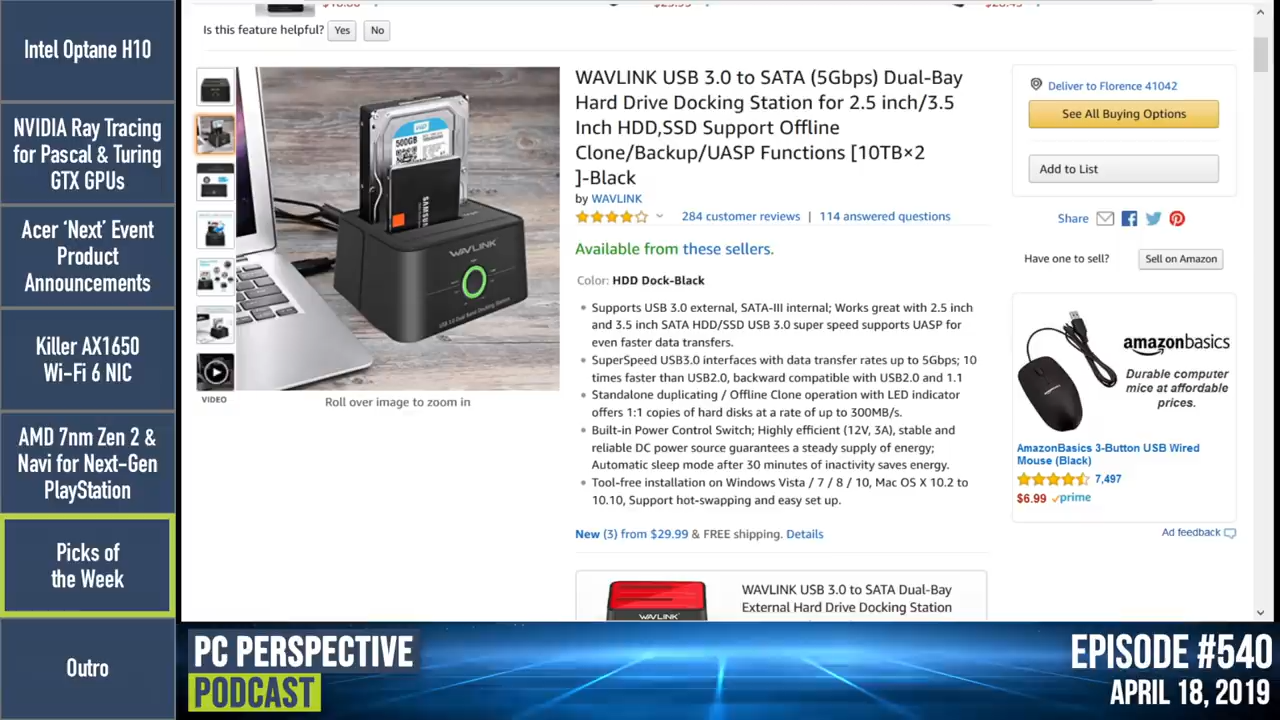 Intel Optane H10
NVIDIA Ray Tracing
for Pascal & Turing
GTX GPUs
Acer ‘Next’ Event
Product
Announcements
Killer AX1650
Wi-Fi 6 NIC
AMD 7nm Zen 2 &
Navi for Next-Gen
PlayStation
Picks of
the Week
Outro
Is this feature helpful? Yes No
VIDEO
500GB
SAMSUNG
WAVLINK
Roll over image to zoom in
WAVLINK USB 3.0 to SATA (5Gbps) Dual-Bay
Hard Drive Docking Station for 2.5 inch/3.5
Inch HDD,SSD Support Offline
Clone/Backup/UASP Functions [10TB×2
]-Black
by WAVLINK
284 customer reviews | 114 answered questions
Available from these sellers.
Color: HDD Dock-Black
• Supports USB 3.0 external, SATA-III internal; Works great with 2.5 inch
and 3.5 inch SATA HDD/SSD USB 3.0 super speed supports UASP for
even faster data transfers.
• SuperSpeed USB3.0 interfaces with data transfer rates up to 5Gbps; 10
times faster than USB2.0, backward compatible with USB2.0 and 1.1
• Standalone duplicating / Offline Clone operation with LED indicator
offers 1:1 copies of hard disks at a rate of up to 300MB/s.
• Built-in Power Control Switch; Highly efficient (12V, 3A), stable and
reliable DC power source guarantees a steady supply of energy;
Automatic sleep mode after 30 minutes of inactivity saves energy.
• Tool-free installation on Windows Vista / 7 / 8 / 10, Mac OS X 10.2 to
10.10, Support hot-swapping and easy set up.
New (3) from $29.99 & FREE shipping. Details
WAVLINK
WAVLINK USB 3.0 to SATA Dual-Bay
External Hard Drive Docking Station
Deliver to Florence 41042
See All Buying Options
Add to List
Share
Have one to sell? Sell on Amazon
amazonbasics
Durable computer
mice at affordable
prices.
AmazonBasics 3-Button USB Wired
Mouse (Black)
7,497
$6.99 prime
Ad feedback
PC PERSPECTIVE
PODCAST
EPISODE #540
APRIL 18, 2019